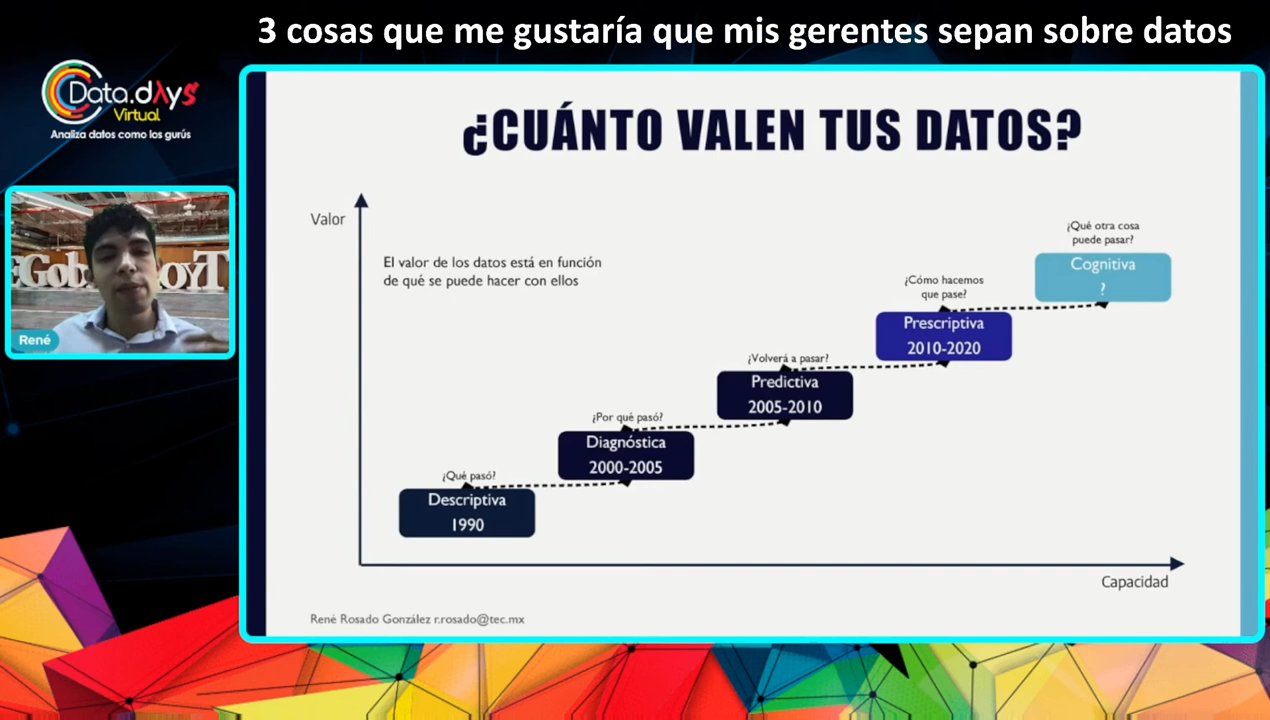 3 cosas que me gustaría que mis gerentes sepan sobre datos
Data.dλys
Virtual
Analiza datos como los gurús
René
¿CUÁNTO VALEN TUS DATOS?
Valor
El valor de los datos está en función
de qué se puede hacer con ellos
¿Qué otra cosa
puede pasar?
Cognitiva
?
¿Cómo hacemos
que pase?
Prescriptiva
2010-2020
¿Volverá a pasar?
Predictiva
2005-2010
¿Por qué pasó?
Diagnóstica
2000-2005
¿Qué pasó?
Descriptiva
1990
Capacidad
René Rosado González r.rosado@tec.mx